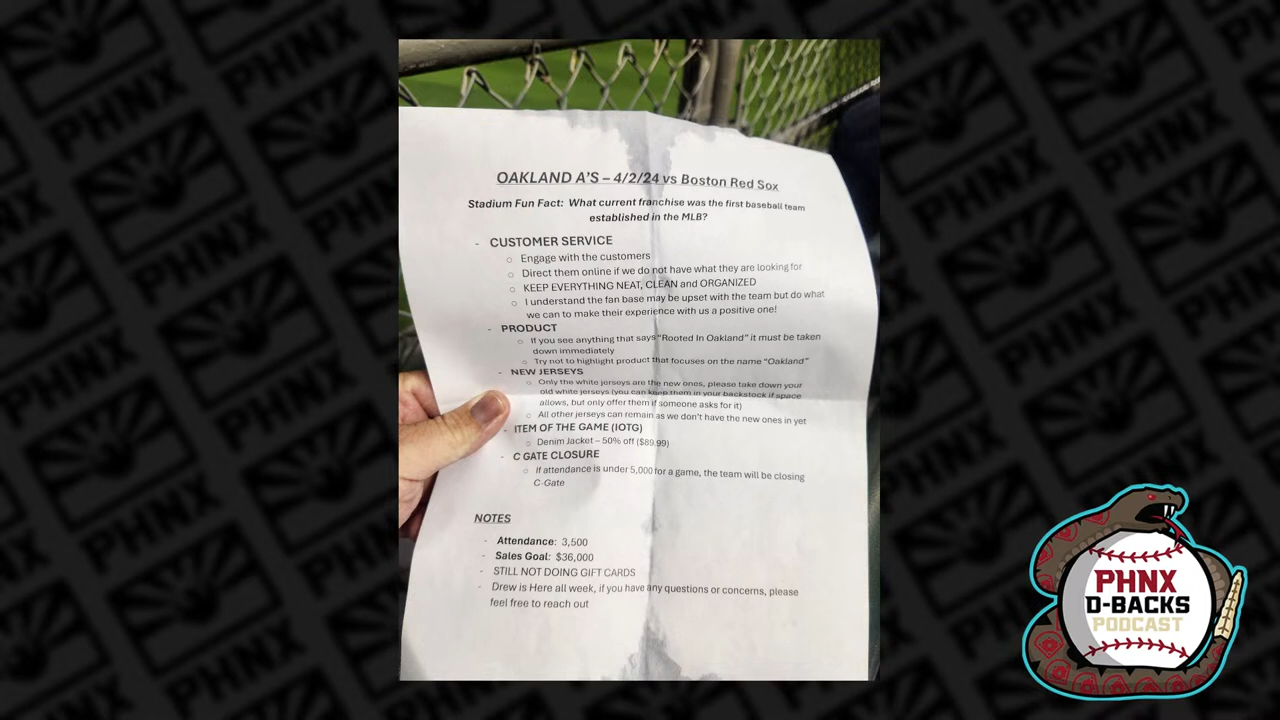 OAKLAND A'S – 4/2/24 vs Boston Red Sox
Stadium Fun Fact: What current franchise was the first baseball team
established in the MLB?
- CUSTOMER SERVICE
○ Engage with the customers
○ Direct them online if we do not have what they are looking for
○ KEEP EVERYTHING NEAT, CLEAN and ORGANIZED
○ I understand the fan base may be upset with the team but do what
we can to make their experience with us a positive one!
- PRODUCT
○ If you see anything that says "Rooted In Oakland" it must be taken
down immediately
○ Try not to highlight product that focuses on the name "Oakland"
- NEW JERSEYS
○ Only the white jerseys are the new ones, please take down your
old white jerseys (you can keep them in your backstock if space
allows, but only offer them if someone asks for it)
○ All other jerseys can remain as we don't have the new ones in yet
- ITEM OF THE GAME (IOTG)
○ Denim Jacket – 50% off ($89.99)
- C GATE CLOSURE
○ If attendance is under 5,000 for a game, the team will be closing
C-Gate
NOTES
- Attendance: 3,500
- Sales Goal: $36,000
- STILL NOT DOING GIFT CARDS
- Drew is Here all week, if you have any questions or concerns, please
feel free to reach out
PHNX
D-BACKS
PODCAST
PHNX
PHNX
PHNX
PHNX
PHNX
PHNX